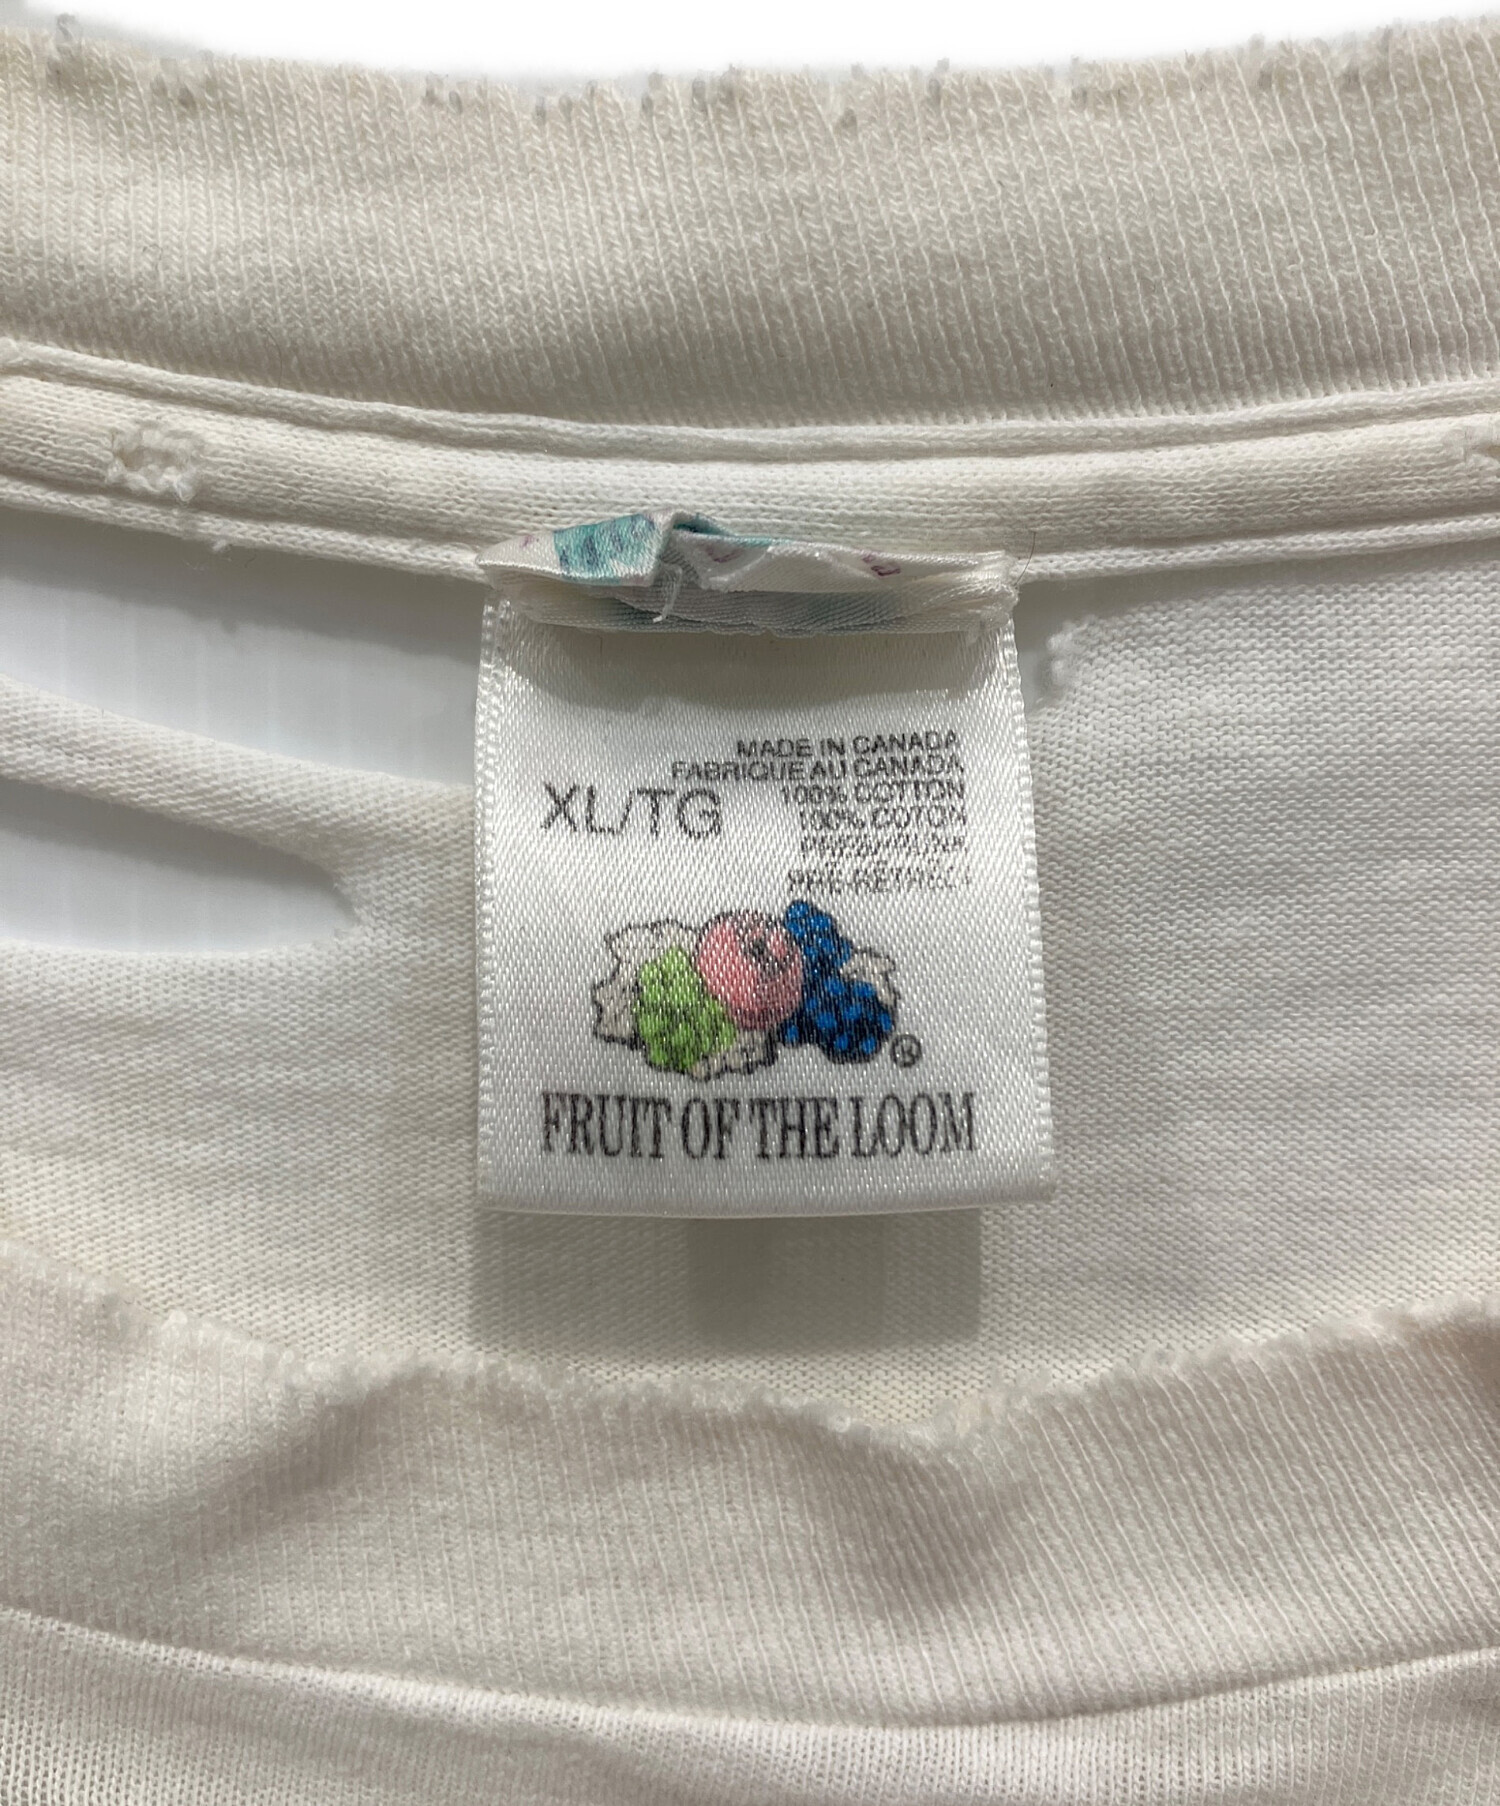 MADE IN CANADA
FABRIQUE AU CANADA
XL/TG
100% COTTON
100% COTON
FRUIT OF THE LOOM
®